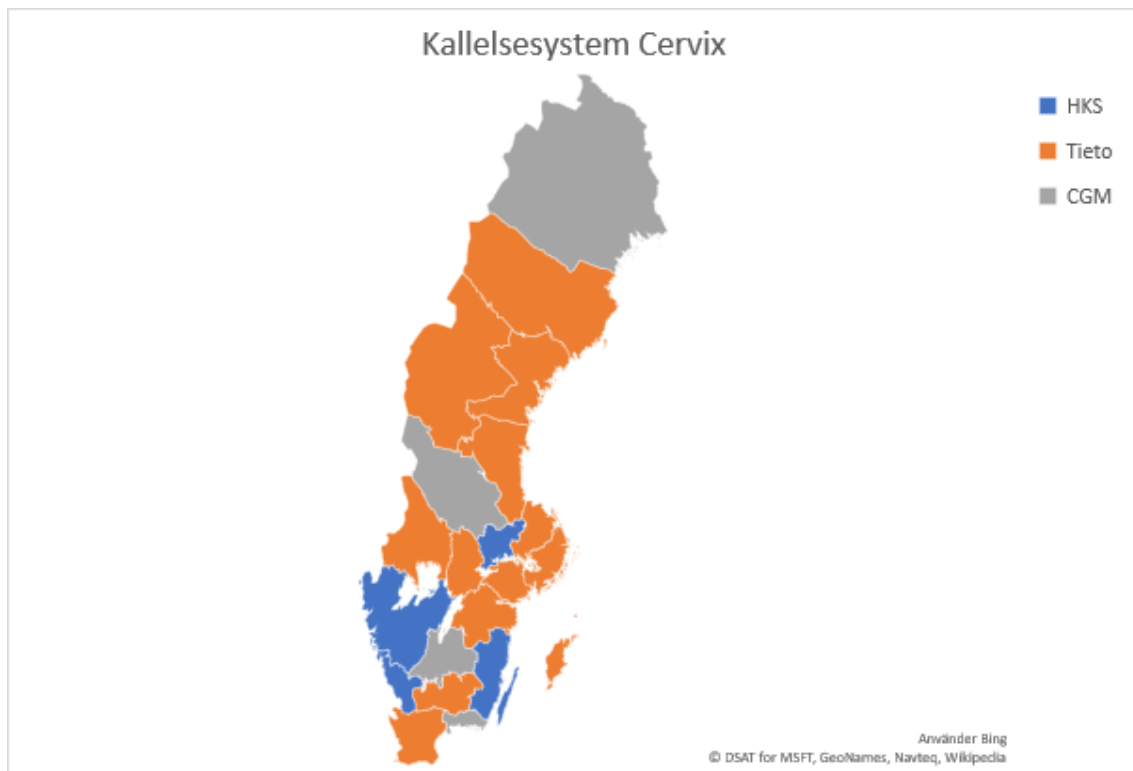 Kallelsesystem Cervix
HKS
Tieto
CGM
Använder Bing
© DSAT for MSFT, GeoNames, Navteq, Wikipedia